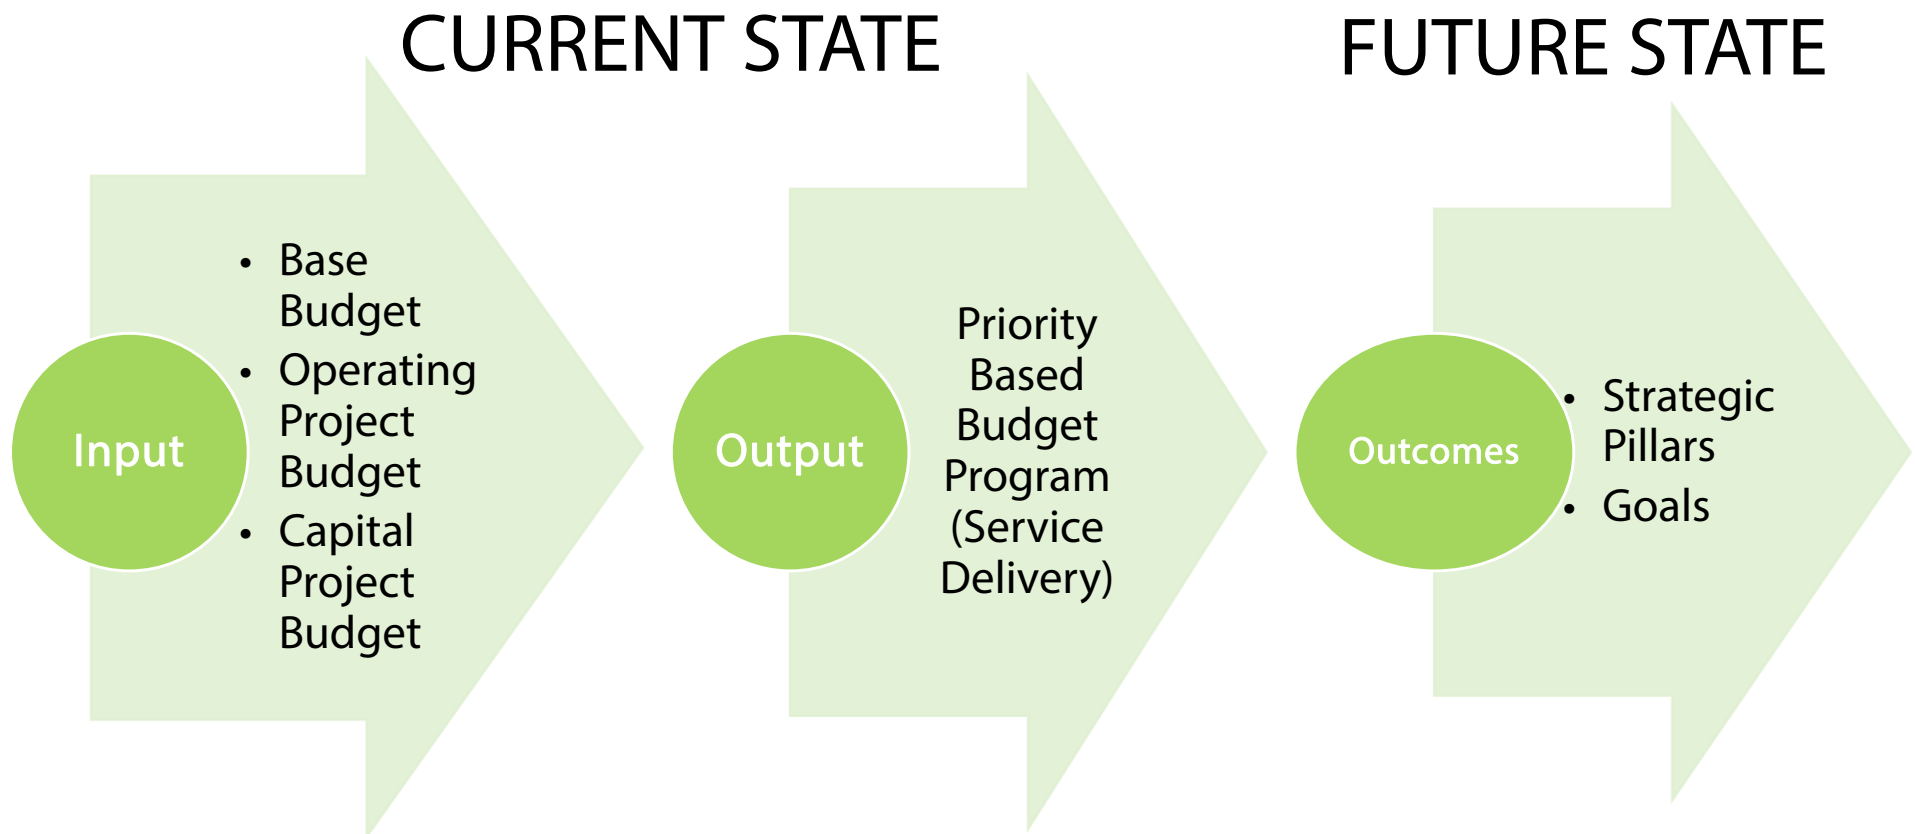 CURRENT STATE
FUTURE STATE
Input
• Base
Budget
• Operating
Project
Budget
• Capital
Project
Budget
Output
Priority
Based
Budget
Program
(Service
Delivery)
Outcomes
• Strategic
Pillars
• Goals